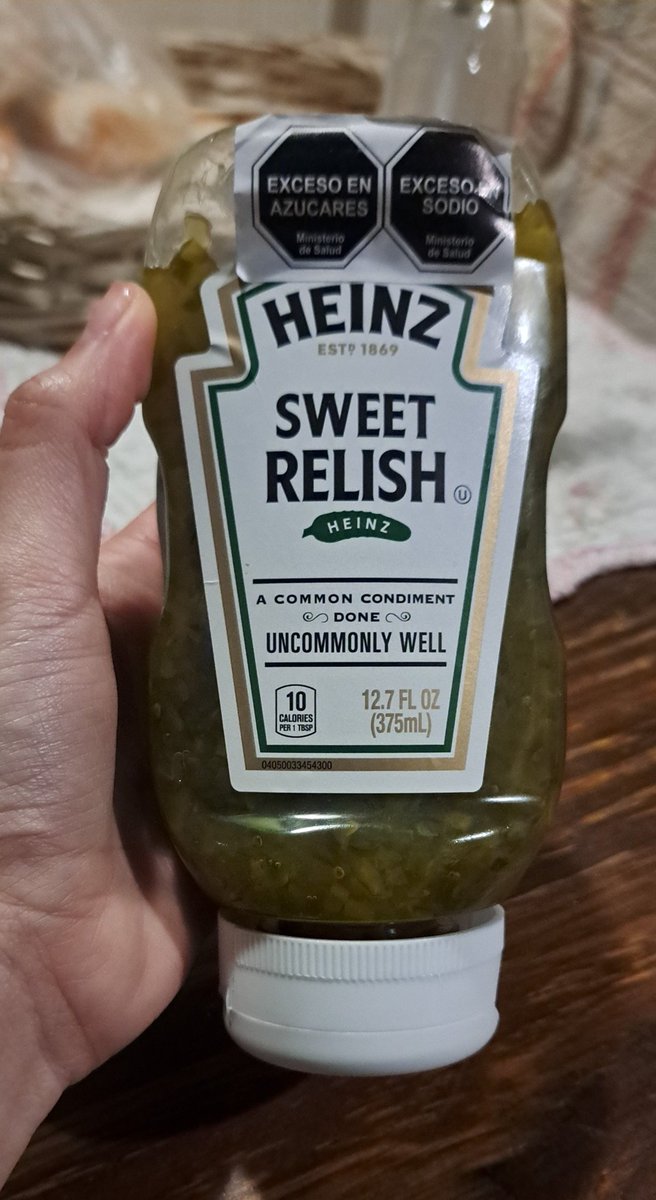 EXCESO EN
AZUCARES
Ministerio
de Salud
EXCESO
SODIO
Ministerio
de Salud
HEINZ
ESTD 1869
SWEET
RELISH
U
HEINZ
A COMMON CONDIMENT
DONE
UNCOMMONLY WELL
10
CALORIES
PER 1 TBSP
12.7 FL OZ
(375mL)
04050033454300